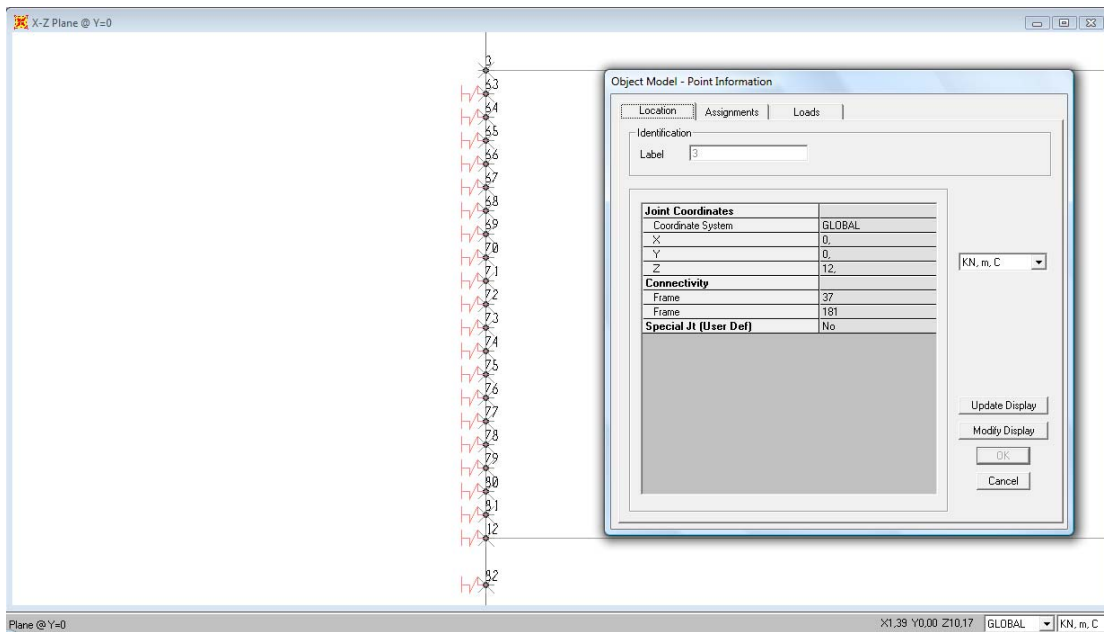 X-Z Plane @ Y=0
3
63
64
65
66
67
68
69
70
71
72
73
74
75
76
77
78
79
80
81
12
82
Object Model - Point Information
Location Assignments Loads
Identification
Label 3
Joint Coordinates
Coordinate System GLOBAL
X 0,
Y 0,
Z 12,
Connectivity
Frame 37
Frame 181
Special Jt (User Def) No
KN, m, C
Update Display
Modify Display
OK
Cancel
Plane @ Y=0 X1,39 Y0,00 Z10,17 GLOBAL KN, m, C